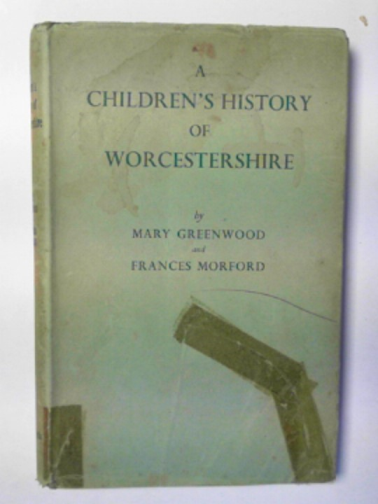 A
CHILDREN'S HISTORY
OF
WORCESTERSHIRE
by
MARY GREENWOOD
and
FRANCES MORFORD